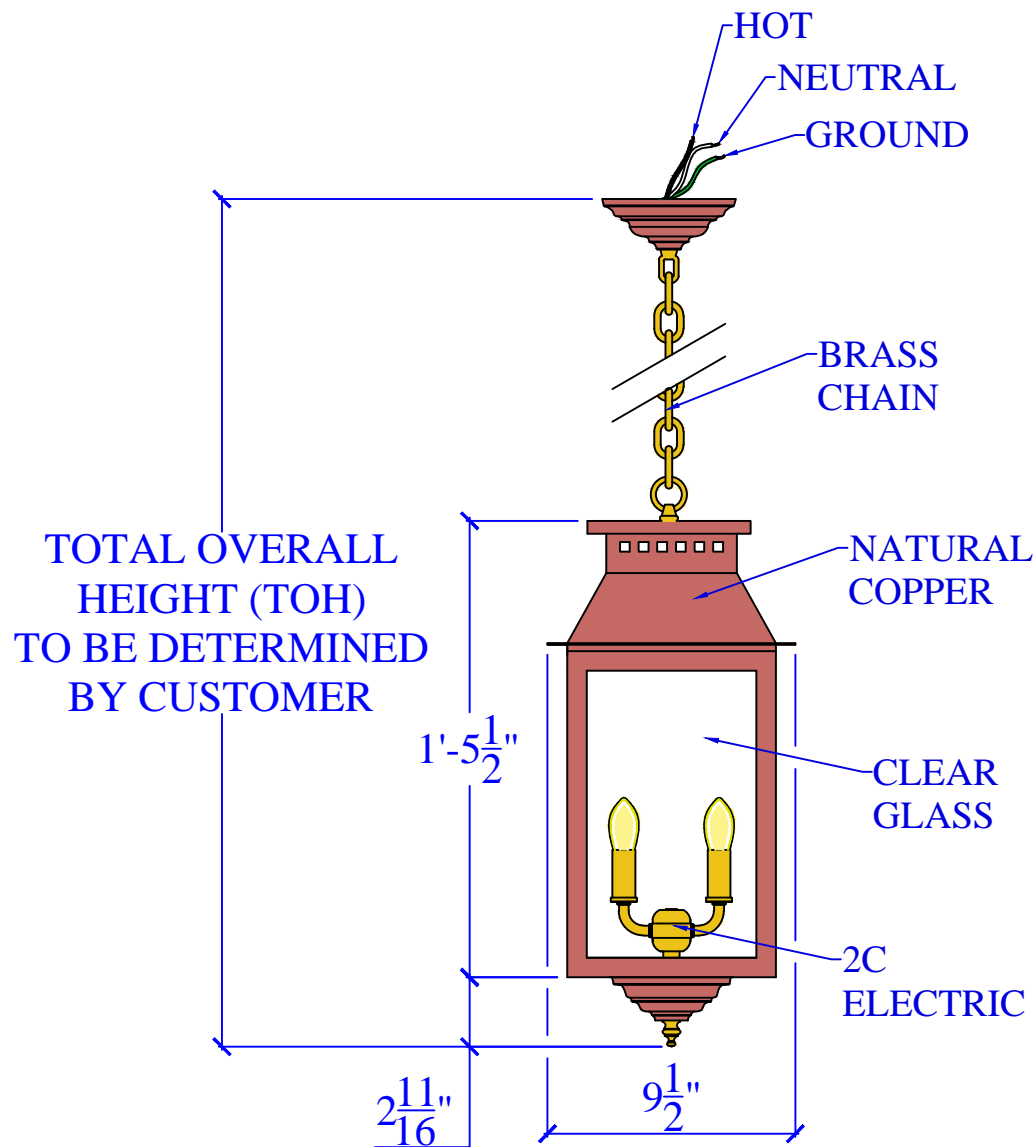 HOT
NEUTRAL
GROUND
BRASS
CHAIN
TOTAL OVERALL
HEIGHT (TOH)
TO BE DETERMINED
BY CUSTOMER
NATURAL
COPPER
1'-5 1/2"
CLEAR
GLASS
2C
ELECTRIC
2 11/16"
9 1/2"